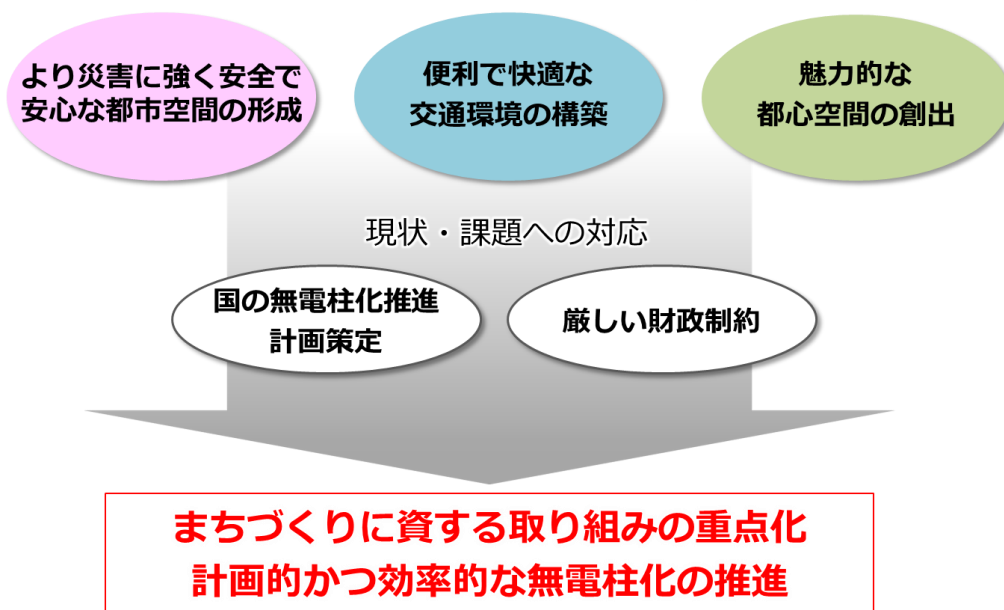 より災害に強く安全で
安心な都市空間の形成
便利で快適な
交通環境の構築
魅力的な
都心空間の創出
現状・課題への対応
国の無電柱化推進
計画策定
厳しい財政制約
まちづくりに資する取り組みの重点化
計画的かつ効率的な無電柱化の推進